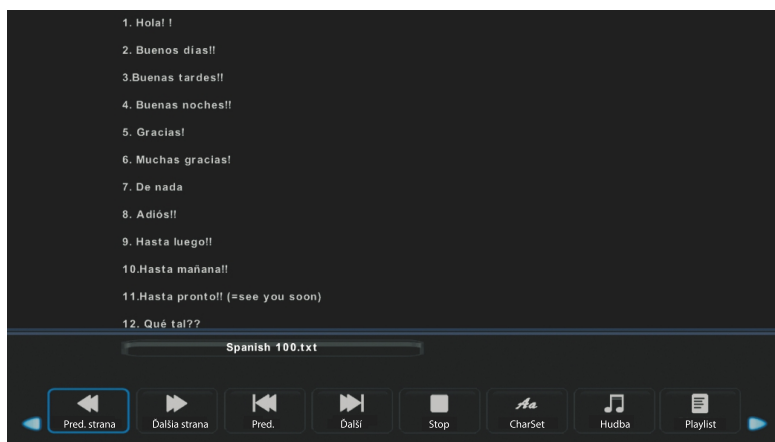 1. Hola! !
2. Buenos días!!
3.Buenas tardes!!
4. Buenas noches!!
5. Gracias!
6. Muchas gracias!
7. De nada
8. Adiós!!
9. Hasta luego!!
10.Hasta mañana!!
11.Hasta pronto!! (=see you soon)
12. Qué tal??
Spanish 100.txt
Pred. strana Ďalšia strana Pred. Ďalší Stop CharSet Hudba Playlist